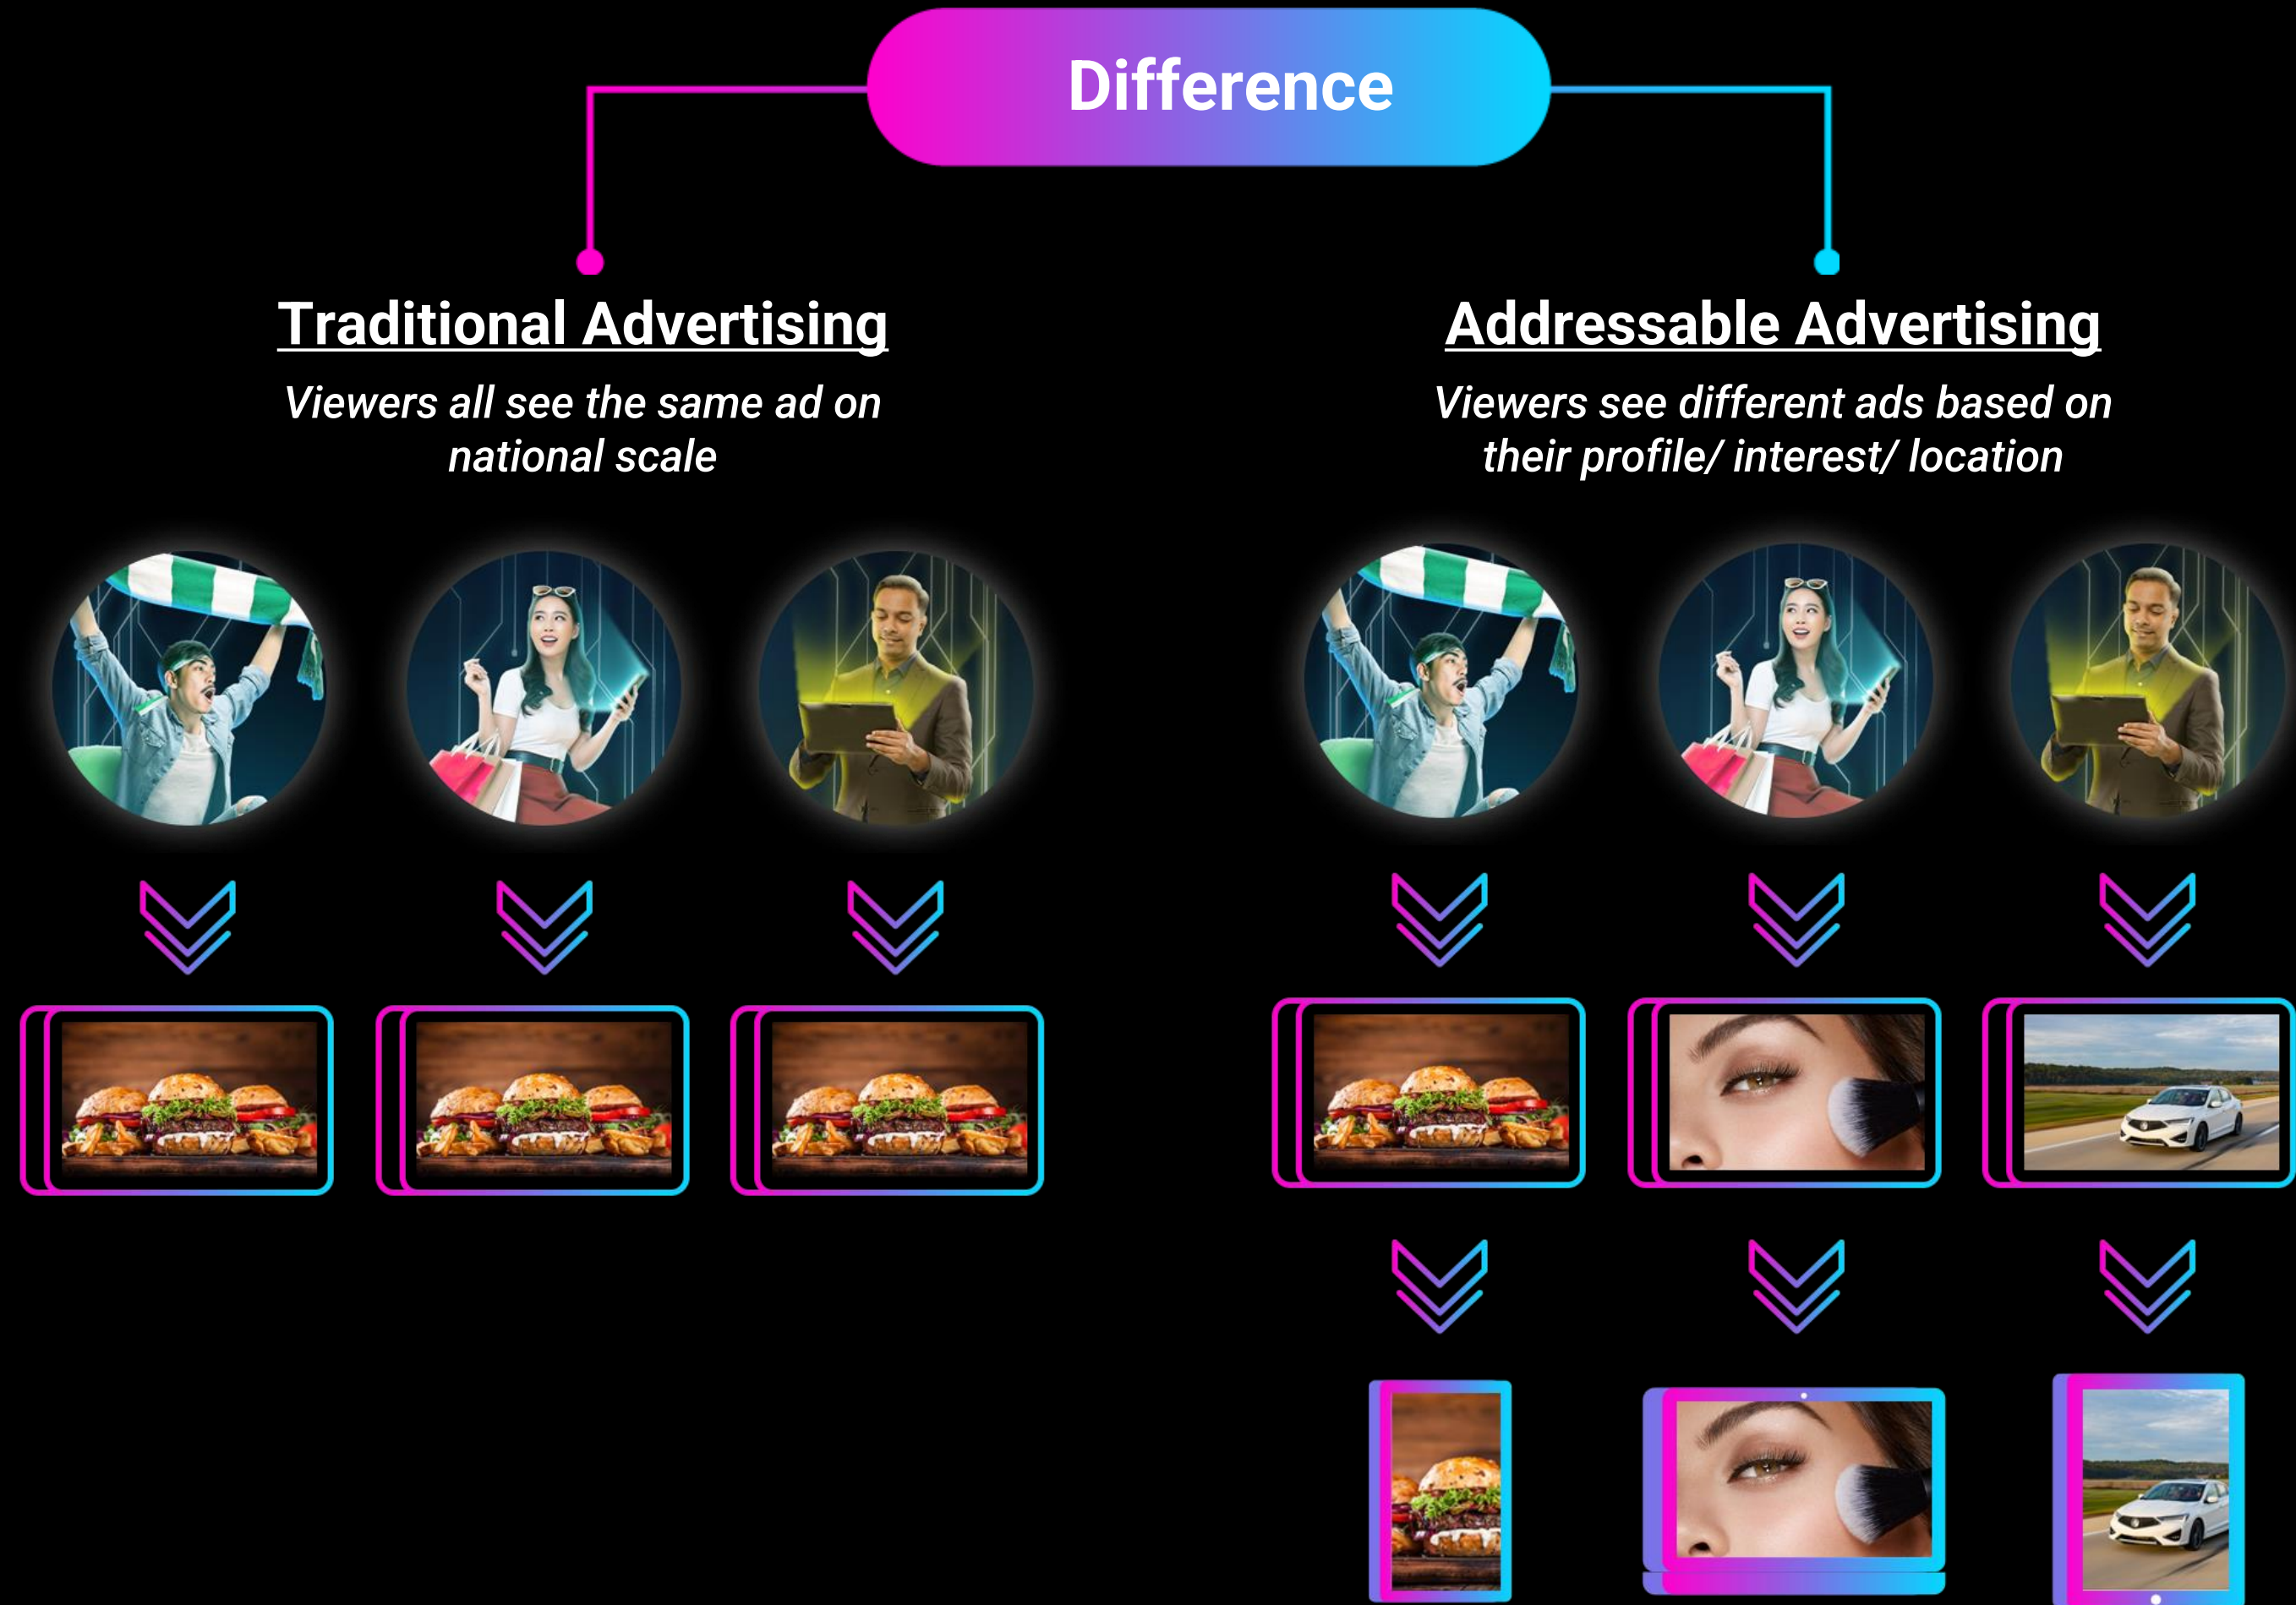 Difference
Traditional Advertising
Viewers all see the same ad on
national scale
Addressable Advertising
Viewers see different ads based on
their profile/ interest/ location